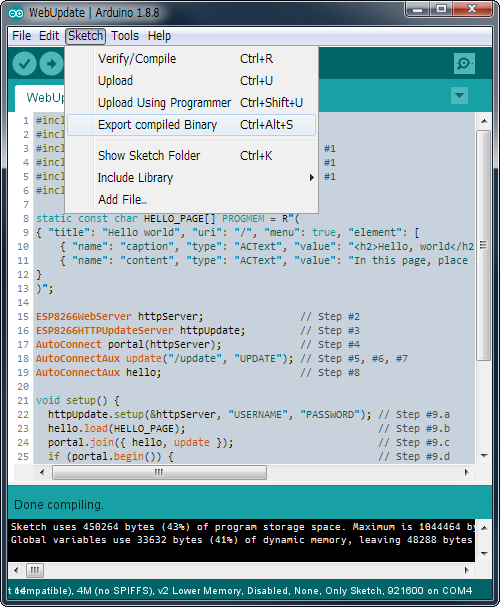 WebUpdate | Arduino 1.8.8
File Edit Sketch Tools Help
Verify/Compile Ctrl+R
Upload Ctrl+U
Upload Using Programmer Ctrl+Shift+U
Export compiled Binary Ctrl+Alt+S
Show Sketch Folder Ctrl+K
Include Library
Add File...
WebUp
1 #incl
2 #incl
3 #incl #1
4 #incl #1
5 #incl #1
6 #incl
7
8 static const char HELLO_PAGE[] PROGMEM = R"(
9 { "title": "Hello world", "uri": "/", "menu": true, "element": [
10 { "name": "caption", "type": "ACText", "value": "<h2>Hello, world</h2
11 { "name": "content", "type": "ACText", "value": "In this page, place
12 }
13 )";
14
15 ESP8266WebServer httpServer; // Step #2
16 ESP8266HTTPUpdateServer httpUpdate; // Step #3
17 AutoConnect portal(httpServer); // Step #4
18 AutoConnectAux update("/update", "UPDATE"); // Step #5, #6, #7
19 AutoConnectAux hello; // Step #8
20
21 void setup() {
22 httpUpdate.setup(&httpServer, "USERNAME", "PASSWORD"); // Step #9.a
23 hello.load(HELLO_PAGE); // Step #9.b
24 portal.join({ hello, update }); // Step #9.c
25 if (portal.begin()) { // Step #9.d
Done compiling.
Sketch uses 450264 bytes (43%) of program storage space. Maximum is 1044464 by
Global variables use 33632 bytes (41%) of dynamic memory, leaving 48288 bytes
mpatible), 4M (no SPIFFS), v2 Lower Memory, Disabled, None, Only Sketch, 921600 on COM4